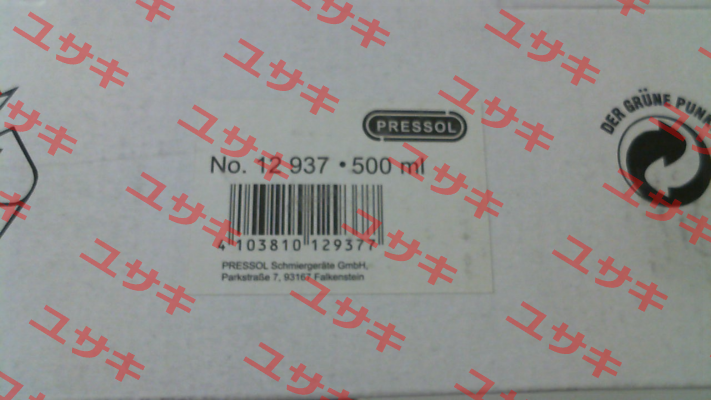 PRESSOL
No. 12 937 • 500 ml
4 103810 129377
PRESSOL Schmiergeräte GmbH,
Parkstraße 7, 93167 Falkenstein
DER GRÜNE PUNKT
ユサキ